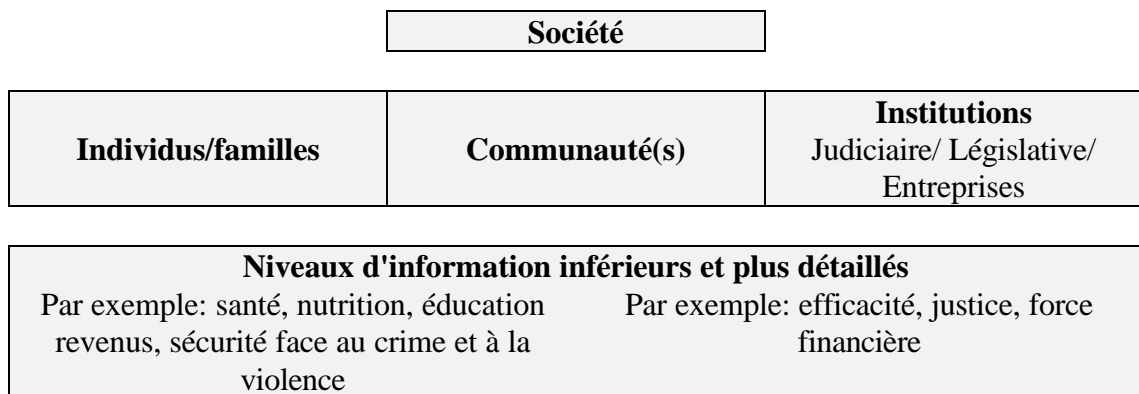 Société
Individus/familles
Communauté(s)
Institutions
Judiciaire/ Législative/
Entreprises
Niveaux d'information inférieurs et plus détaillés
Par exemple: santé, nutrition, éducation
revenus, sécurité face au crime et à la
violence
Par exemple: efficacité, justice, force
financière